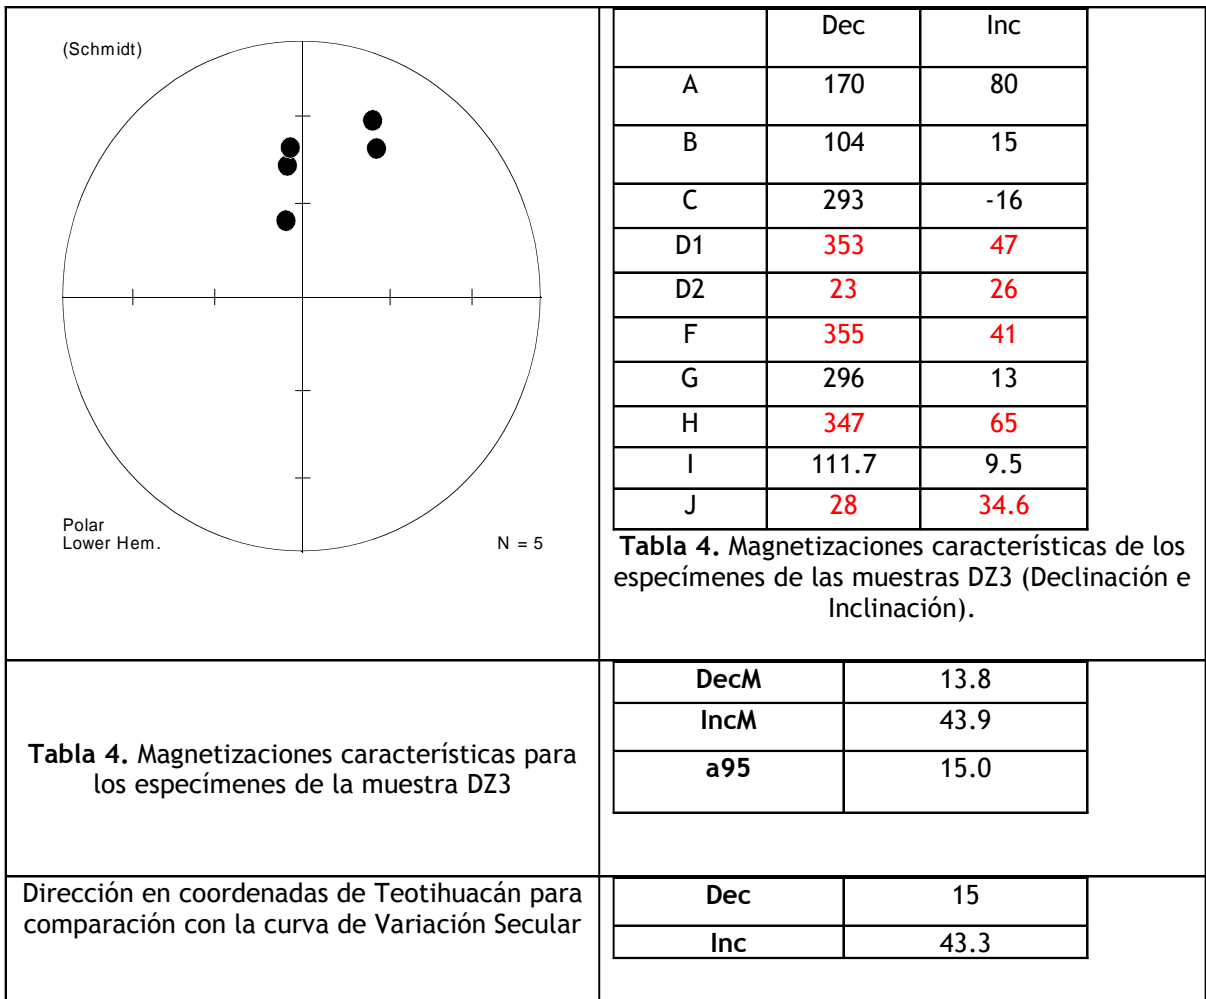 (Schmidt)
Polar
Lower Hem.
N = 5
Dec Inc
A 170 80
B 104 15
C 293 -16
D1 353 47
D2 23 26
F 355 41
G 296 13
H 347 65
I 111.7 9.5
J 28 34.6
Tabla 4. Magnetizaciones características de los
especímenes de las muestras DZ3 (Declinación e
Inclinación).
Tabla 4. Magnetizaciones características para
los especímenes de la muestra DZ3
DecM 13.8
IncM 43.9
a95 15.0
Dirección en coordenadas de Teotihuacán para
comparación con la curva de Variación Secular
Dec 15
Inc 43.3